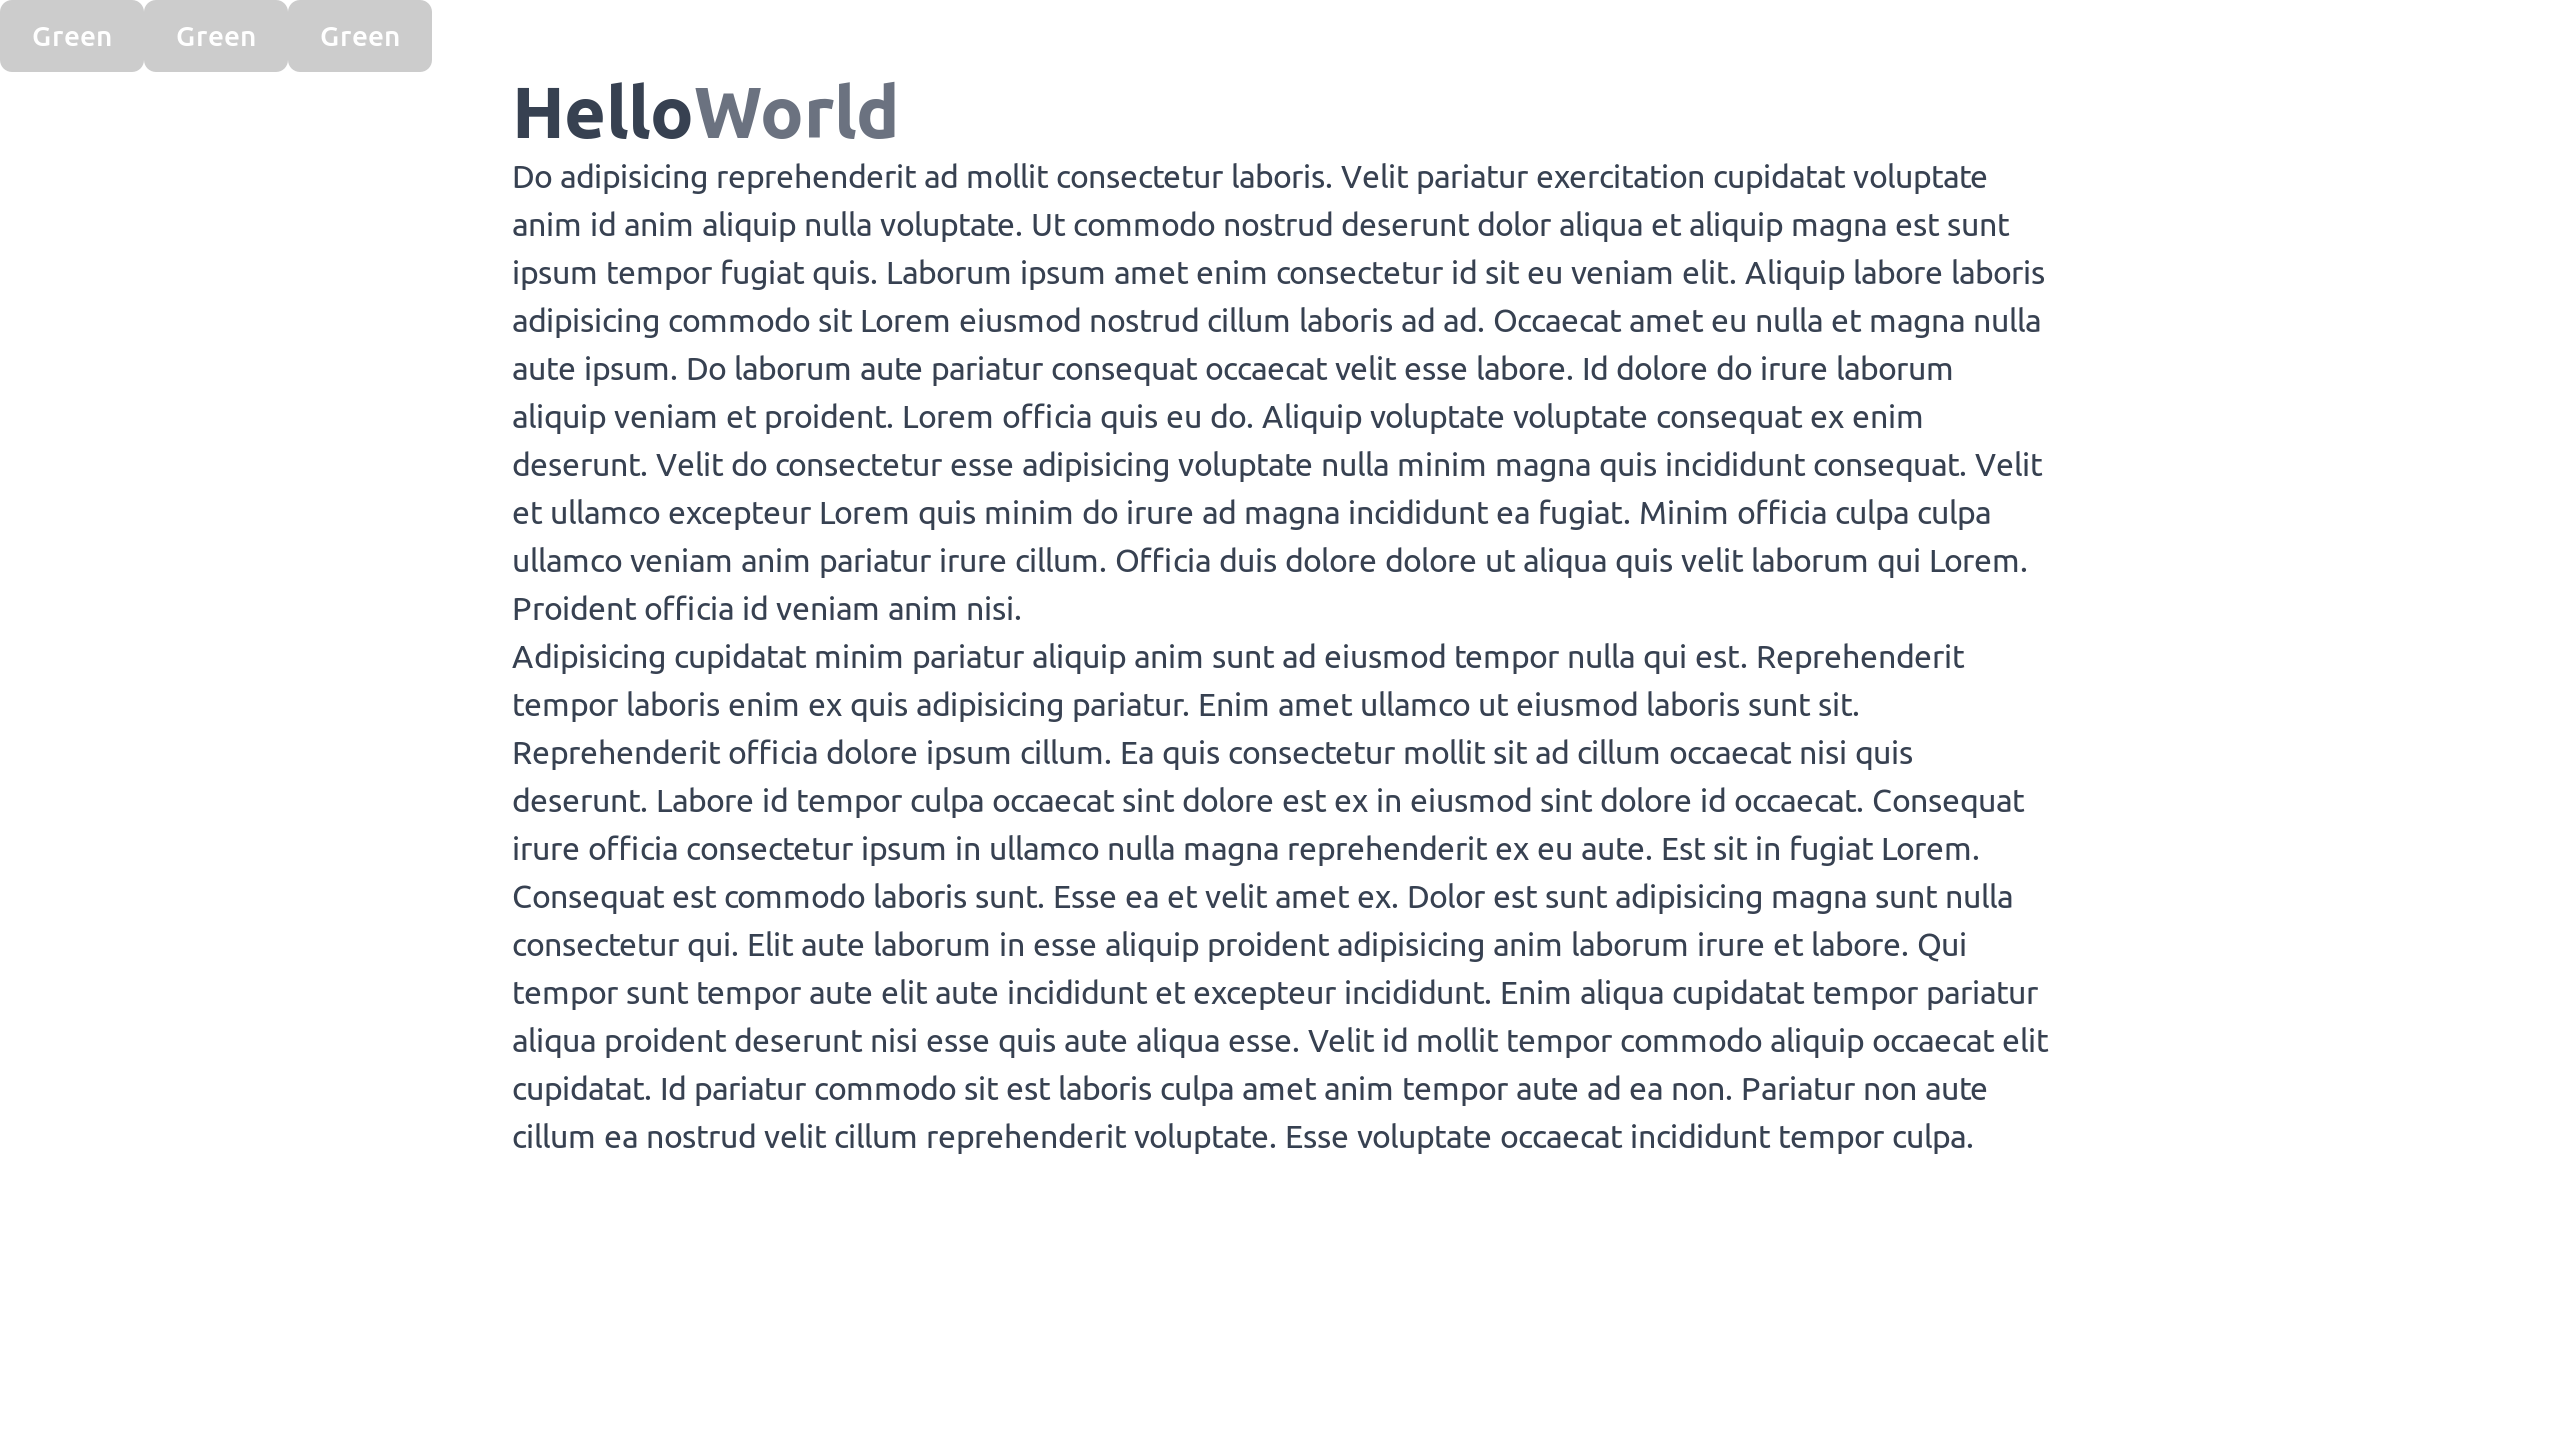 Green Green Green
HelloWorld
Do adipisicing reprehenderit ad mollit consectetur laboris. Velit pariatur exercitation cupidatat voluptate
anim id anim aliquip nulla voluptate. Ut commodo nostrud deserunt dolor aliqua et aliquip magna est sunt
ipsum tempor fugiat quis. Laborum ipsum amet enim consectetur id sit eu veniam elit. Aliquip labore laboris
adipisicing commodo sit Lorem eiusmod nostrud cillum laboris ad ad. Occaecat amet eu nulla et magna nulla
aute ipsum. Do laborum aute pariatur consequat occaecat velit esse labore. Id dolore do irure laborum
aliquip veniam et proident. Lorem officia quis eu do. Aliquip voluptate voluptate consequat ex enim
deserunt. Velit do consectetur esse adipisicing voluptate nulla minim magna quis incididunt consequat. Velit
et ullamco excepteur Lorem quis minim do irure ad magna incididunt ea fugiat. Minim officia culpa culpa
ullamco veniam anim pariatur irure cillum. Officia duis dolore dolore ut aliqua quis velit laborum qui Lorem.
Proident officia id veniam anim nisi.
Adipisicing cupidatat minim pariatur aliquip anim sunt ad eiusmod tempor nulla qui est. Reprehenderit
tempor laboris enim ex quis adipisicing pariatur. Enim amet ullamco ut eiusmod laboris sunt sit.
Reprehenderit officia dolore ipsum cillum. Ea quis consectetur mollit sit ad cillum occaecat nisi quis
deserunt. Labore id tempor culpa occaecat sint dolore est ex in eiusmod sint dolore id occaecat. Consequat
irure officia consectetur ipsum in ullamco nulla magna reprehenderit ex eu aute. Est sit in fugiat Lorem.
Consequat est commodo laboris sunt. Esse ea et velit amet ex. Dolor est sunt adipisicing magna sunt nulla
consectetur qui. Elit aute laborum in esse aliquip proident adipisicing anim laborum irure et labore. Qui
tempor sunt tempor aute elit aute incididunt et excepteur incididunt. Enim aliqua cupidatat tempor pariatur
aliqua proident deserunt nisi esse quis aute aliqua esse. Velit id mollit tempor commodo aliquip occaecat elit
cupidatat. Id pariatur commodo sit est laboris culpa amet anim tempor aute ad ea non. Pariatur non aute
cillum ea nostrud velit cillum reprehenderit voluptate. Esse voluptate occaecat incididunt tempor culpa.